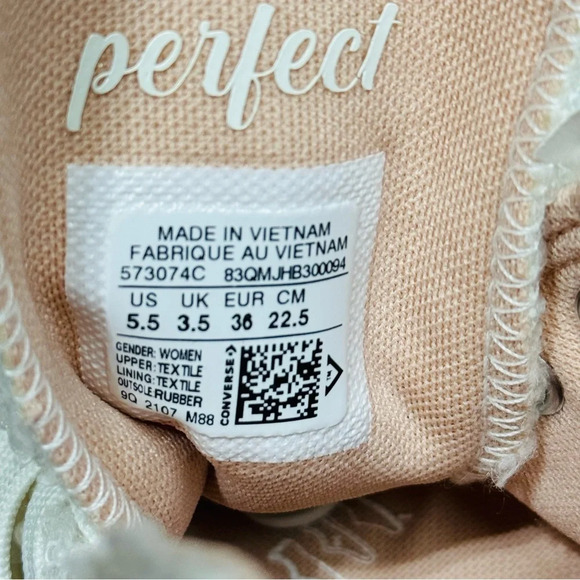 perfect
MADE IN VIETNAM
FABRIQUE AU VIETNAM
573074C 83QMJHB300094
US UK EUR CM
5.5 3.5 36 22.5
GENDER: WOMEN
UPPER: TEXTILE
LINING: TEXTILE
OUTSOLE: RUBBER
9Q 2107 M88
CONVERSE